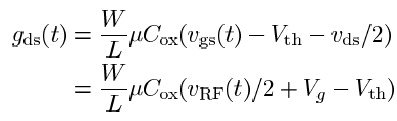 g_ds(t) = W/L μC_ox(v_gs(t) − V_th − v_ds/2)
= W/L μC_ox(v_RF(t)/2 + V_g − V_th)